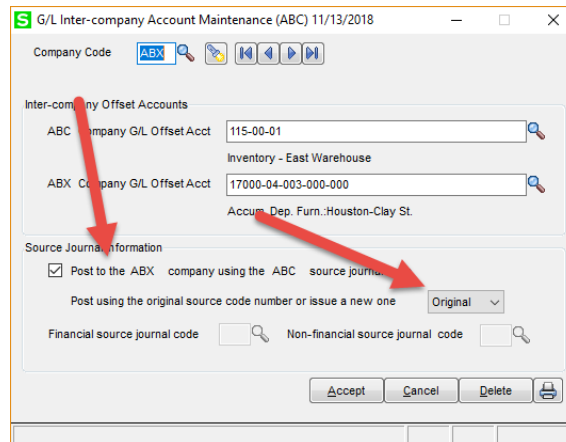 S G/L Inter-company Account Maintenance (ABC) 11/13/2018
Company Code ABX
Inter-company Offset Accounts
ABC Company G/L Offset Acct 115-00-01
Inventory - East Warehouse
ABX Company G/L Offset Acct 17000-04-003-000-000
Accum. Dep. Furn.:Houston-Clay St.
Source Journal Information
Post to the ABX company using the ABC source journal
Post using the original source code number or issue a new one Original
Financial source journal code Non-financial source journal code
Accept Cancel Delete